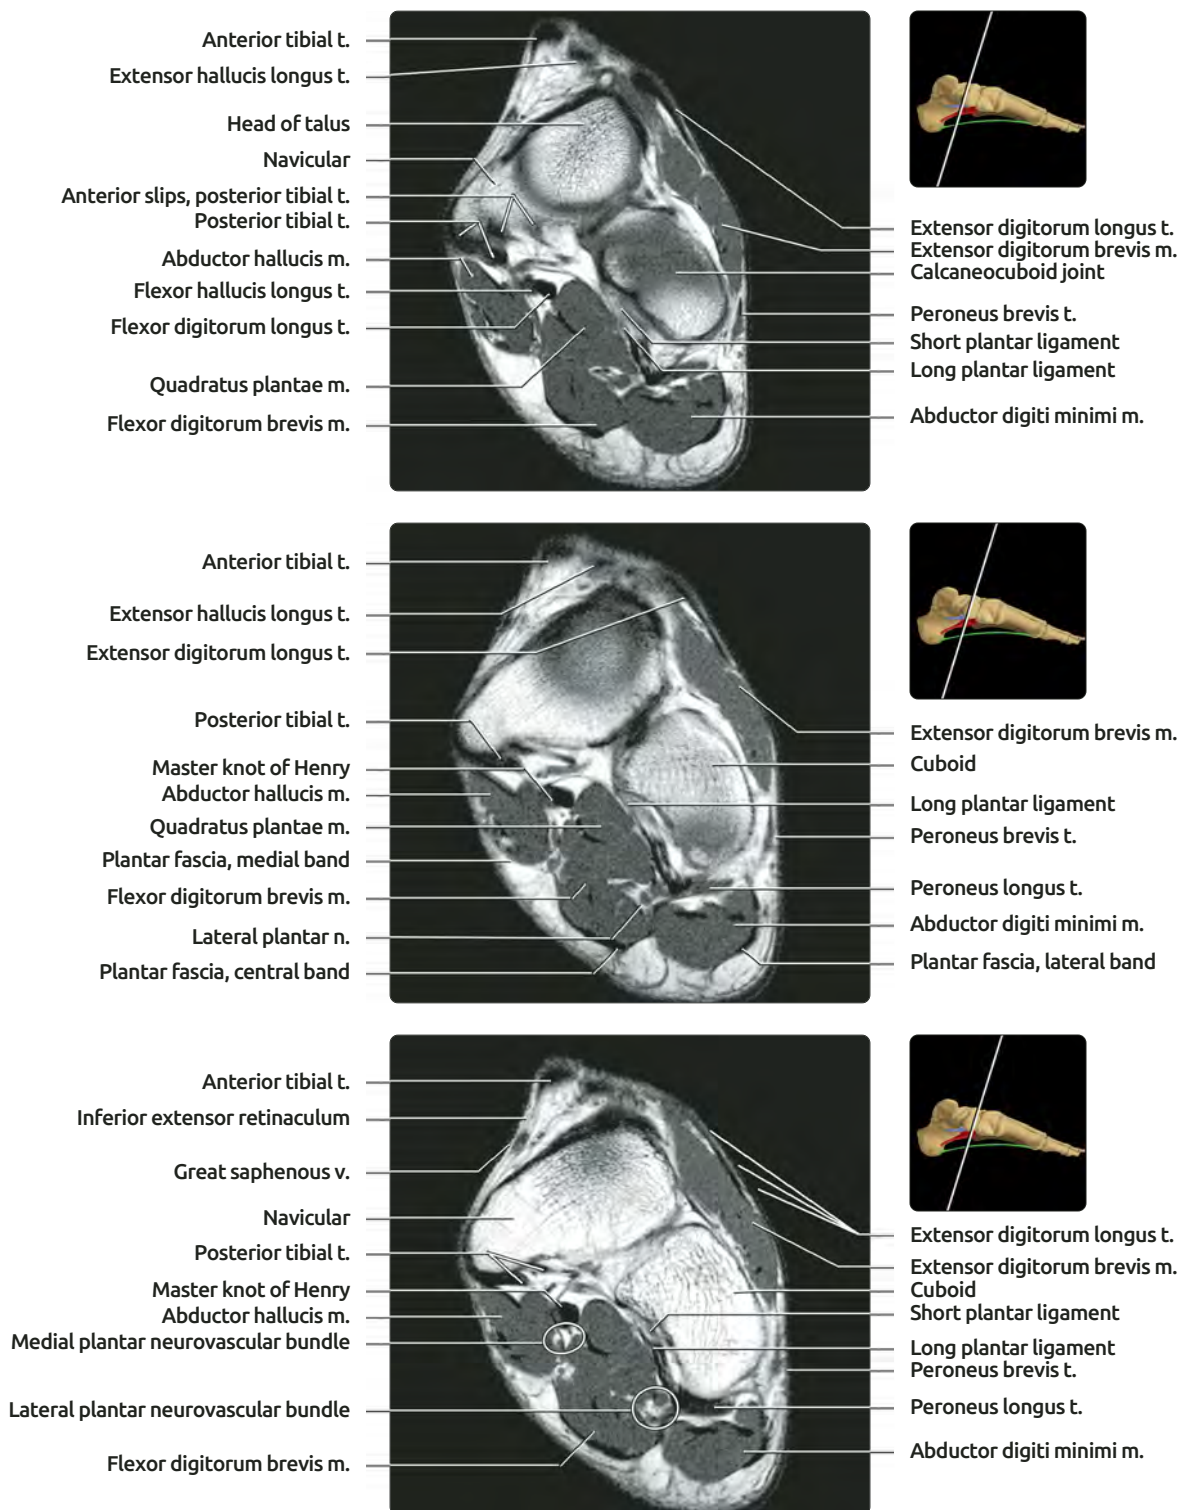 Anterior tibial t.
Extensor hallucis longus t.
Head of talus
Navicular
Anterior slips, posterior tibial t.
Posterior tibial t.
Abductor hallucis m.
Flexor hallucis longus t.
Flexor digitorum longus t.
Quadratus plantae m.
Flexor digitorum brevis m.
Extensor digitorum longus t.
Extensor digitorum brevis m.
Calcaneocuboid joint
Peroneus brevis t.
Short plantar ligament
Long plantar ligament
Abductor digiti minimi m.
Anterior tibial t.
Extensor hallucis longus t.
Extensor digitorum longus t.
Posterior tibial t.
Master knot of Henry
Abductor hallucis m.
Quadratus plantae m.
Plantar fascia, medial band
Flexor digitorum brevis m.
Lateral plantar n.
Plantar fascia, central band
Extensor digitorum brevis m.
Cuboid
Long plantar ligament
Peroneus brevis t.
Peroneus longus t.
Abductor digiti minimi m.
Plantar fascia, lateral band
Anterior tibial t.
Inferior extensor retinaculum
Great saphenous v.
Navicular
Posterior tibial t.
Master knot of Henry
Abductor hallucis m.
Medial plantar neurovascular bundle
Lateral plantar neurovascular bundle
Flexor digitorum brevis m.
Extensor digitorum longus t.
Extensor digitorum brevis m.
Cuboid
Short plantar ligament
Long plantar ligament
Peroneus brevis t.
Peroneus longus t.
Abductor digiti minimi m.